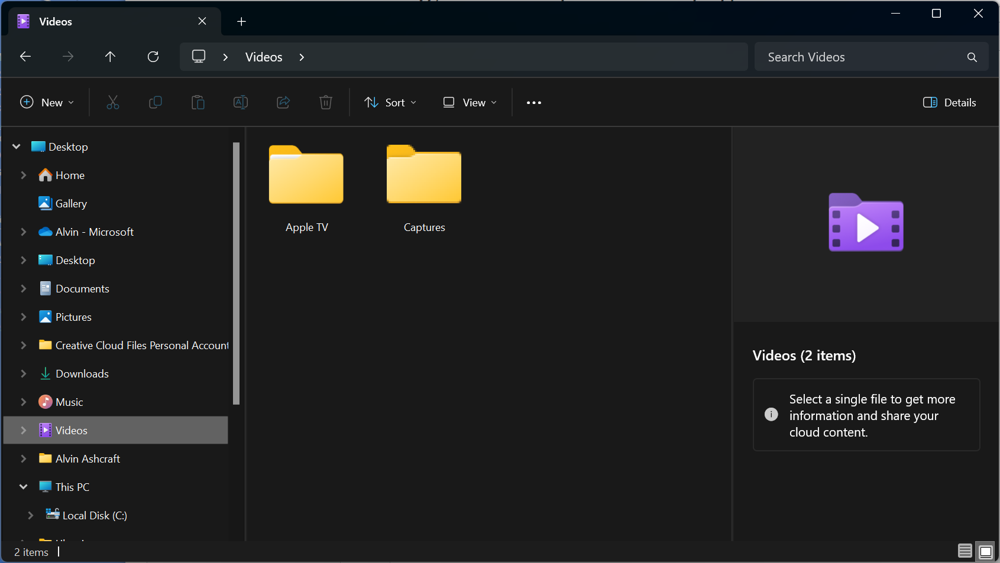 Videos
Videos
Search Videos
New
Sort
View
Details
Desktop
Home
Gallery
Alvin - Microsoft
Desktop
Documents
Pictures
Creative Cloud Files Personal Account
Downloads
Music
Videos
Alvin Ashcraft
This PC
Local Disk (C:)
Apple TV
Captures
Videos (2 items)
Select a single file to get more
information and share your
cloud content.
2 items